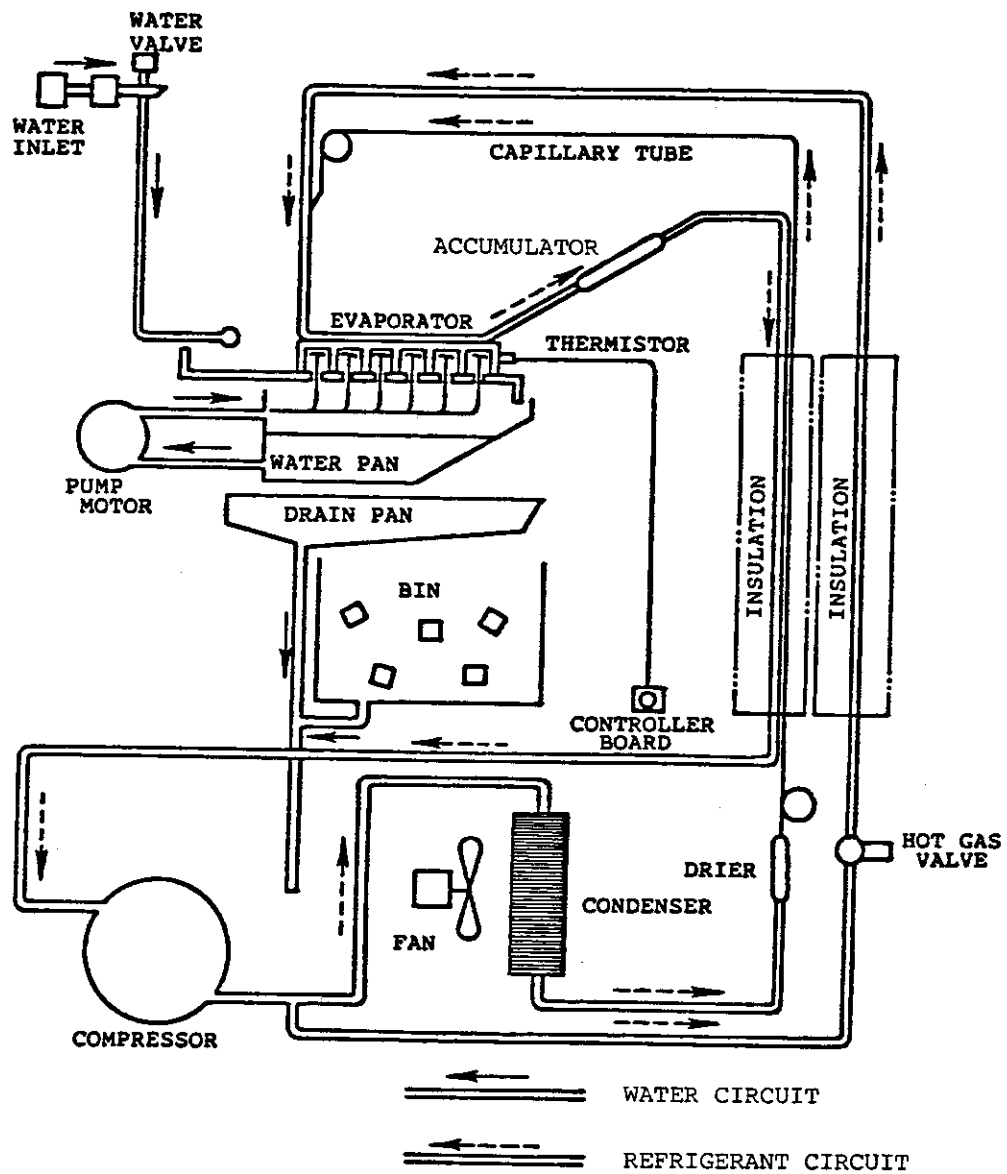 WATER
VALVE
WATER
INLET
CAPILLARY TUBE
ACCUMULATOR
EVAPORATOR
THERMISTOR
WATER PAN
PUMP
MOTOR
DRAIN PAN
INSULATION
INSULATION
BIN
CONTROLLER
BOARD
HOT GAS
VALVE
DRIER
CONDENSER
FAN
COMPRESSOR
WATER CIRCUIT
REFRIGERANT CIRCUIT